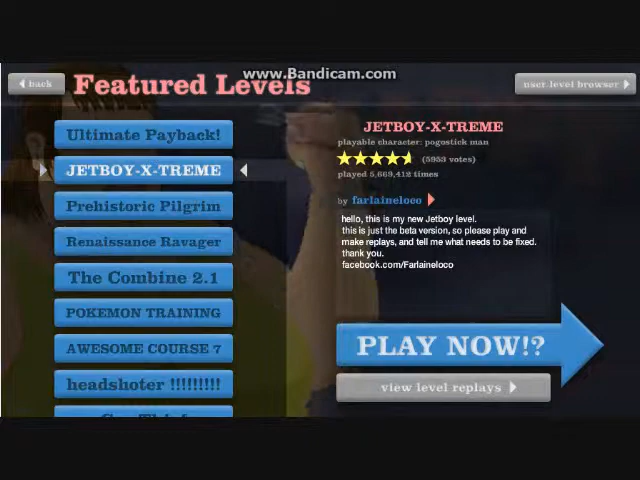 www.Bandicam.com
back
Featured Levels
user level browser
Ultimate Payback!
JETBOY-X-TREME
Prehistoric Pilgrim
Renaissance Ravager
The Combine 2.1
POKEMON TRAINING
AWESOME COURSE 7
headshoter !!!!!!!!!
JETBOY-X-TREME
playable character: pogostick man
(5953 votes)
played 5,669,412 times
by farlaineloco
hello, this is my new Jetboy level.
this is just the beta version, so please play and
make replays, and tell me what needs to be fixed.
thank you.
facebook.com/Farlaineloco
PLAY NOW!?
view level replays